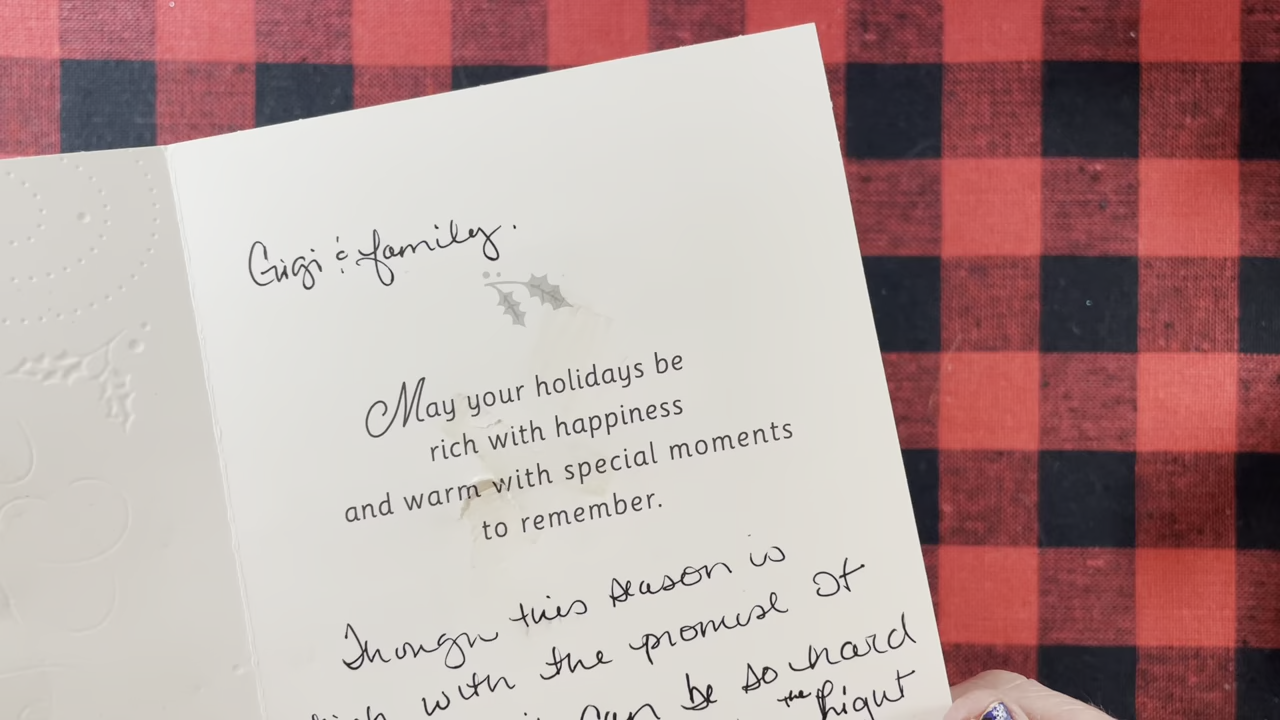 Gigi & family.
May your holidays be
rich with happiness
and warm with special moments
to remember.
Though this season is
with the promise of
can be so hard
the light